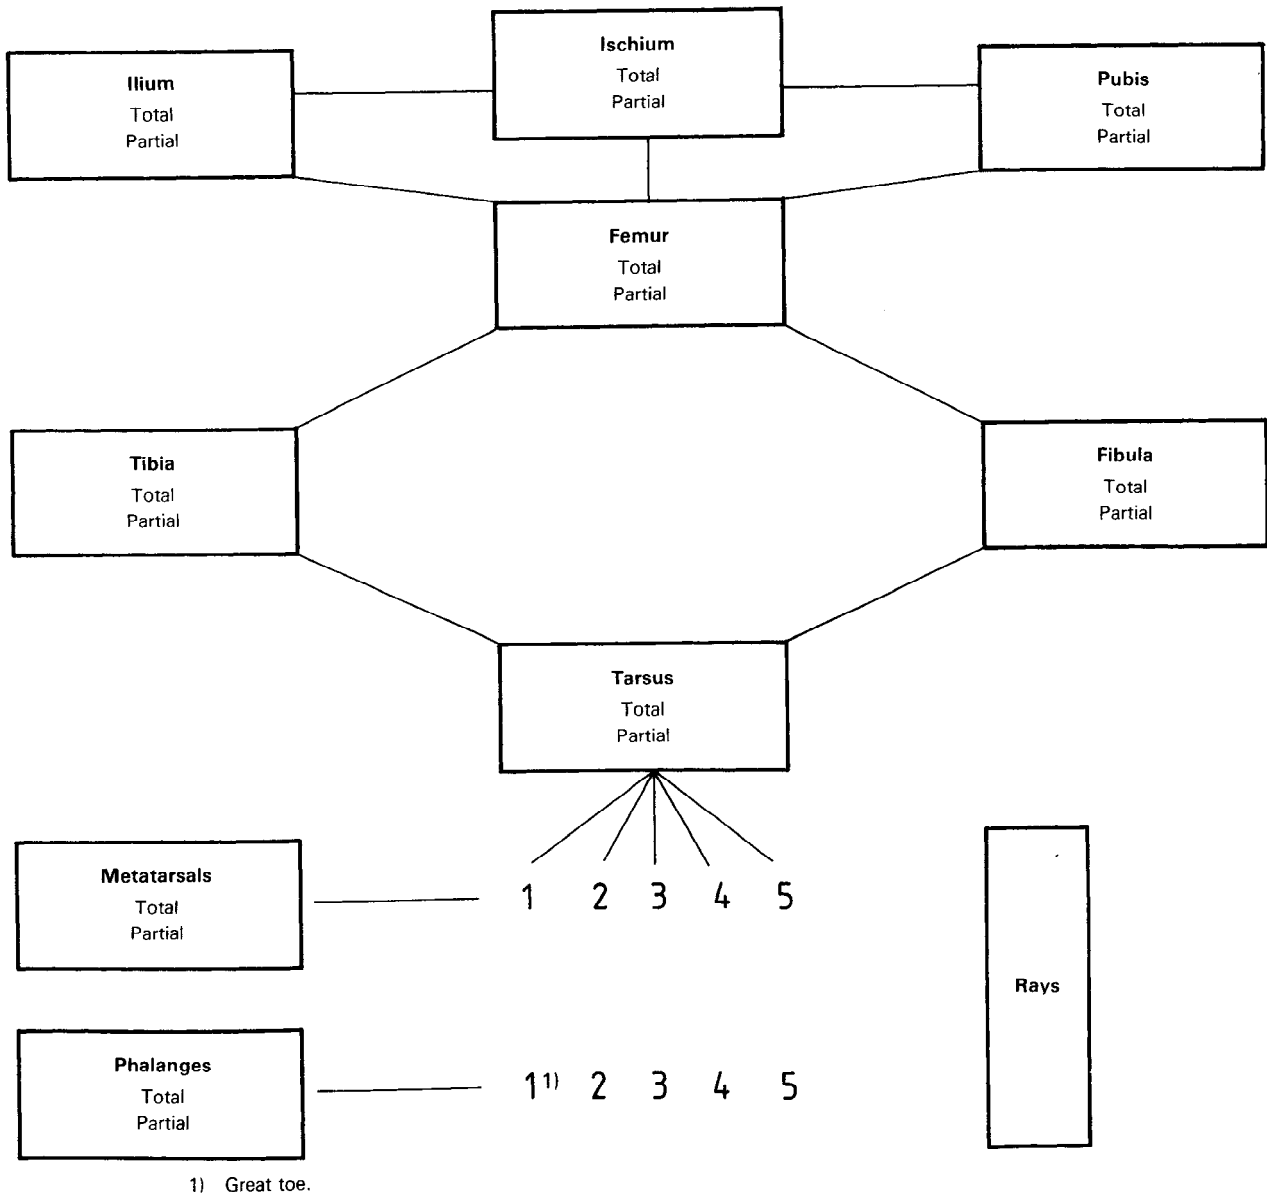 Ischium
Total
Partial
Ilium
Total
Partial
Pubis
Total
Partial
Femur
Total
Partial
Tibia
Total
Partial
Fibula
Total
Partial
Tarsus
Total
Partial
Metatarsals
Total
Partial
1 2 3 4 5
Rays
Phalanges
Total
Partial
1 1) 2 3 4 5
1) Great toe.